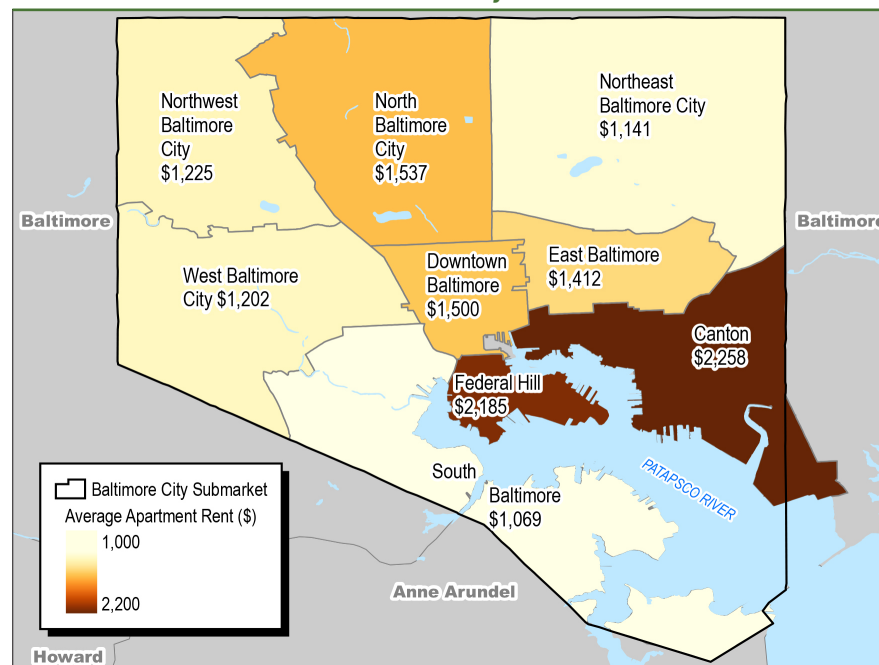 Northwest
Baltimore
City
$1,225
North
Baltimore
City
$1,537
Northeast
Baltimore City
$1,141
Baltimore
Baltimore
West Baltimore
City $1,202
Downtown
Baltimore
$1,500
East Baltimore
$1,412
Canton
$2,258
Federal Hill
$2,185
South
Baltimore
$1,069
PATAPSCO RIVER
Baltimore City Submarket
Average Apartment Rent ($)
1,000
2,200
Anne Arundel
Howard